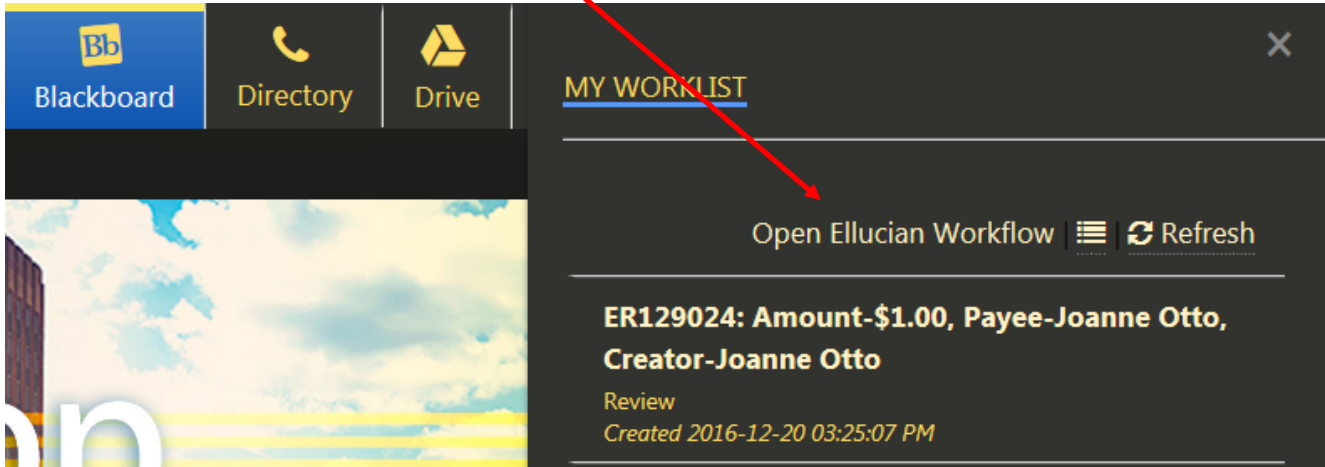 Bb
Blackboard
Directory
Drive
×
MY WORKLIST
Open Ellucian Workflow | | Refresh
ER129024: Amount-$1.00, Payee-Joanne Otto,
Creator-Joanne Otto
Review
Created 2016-12-20 03:25:07 PM